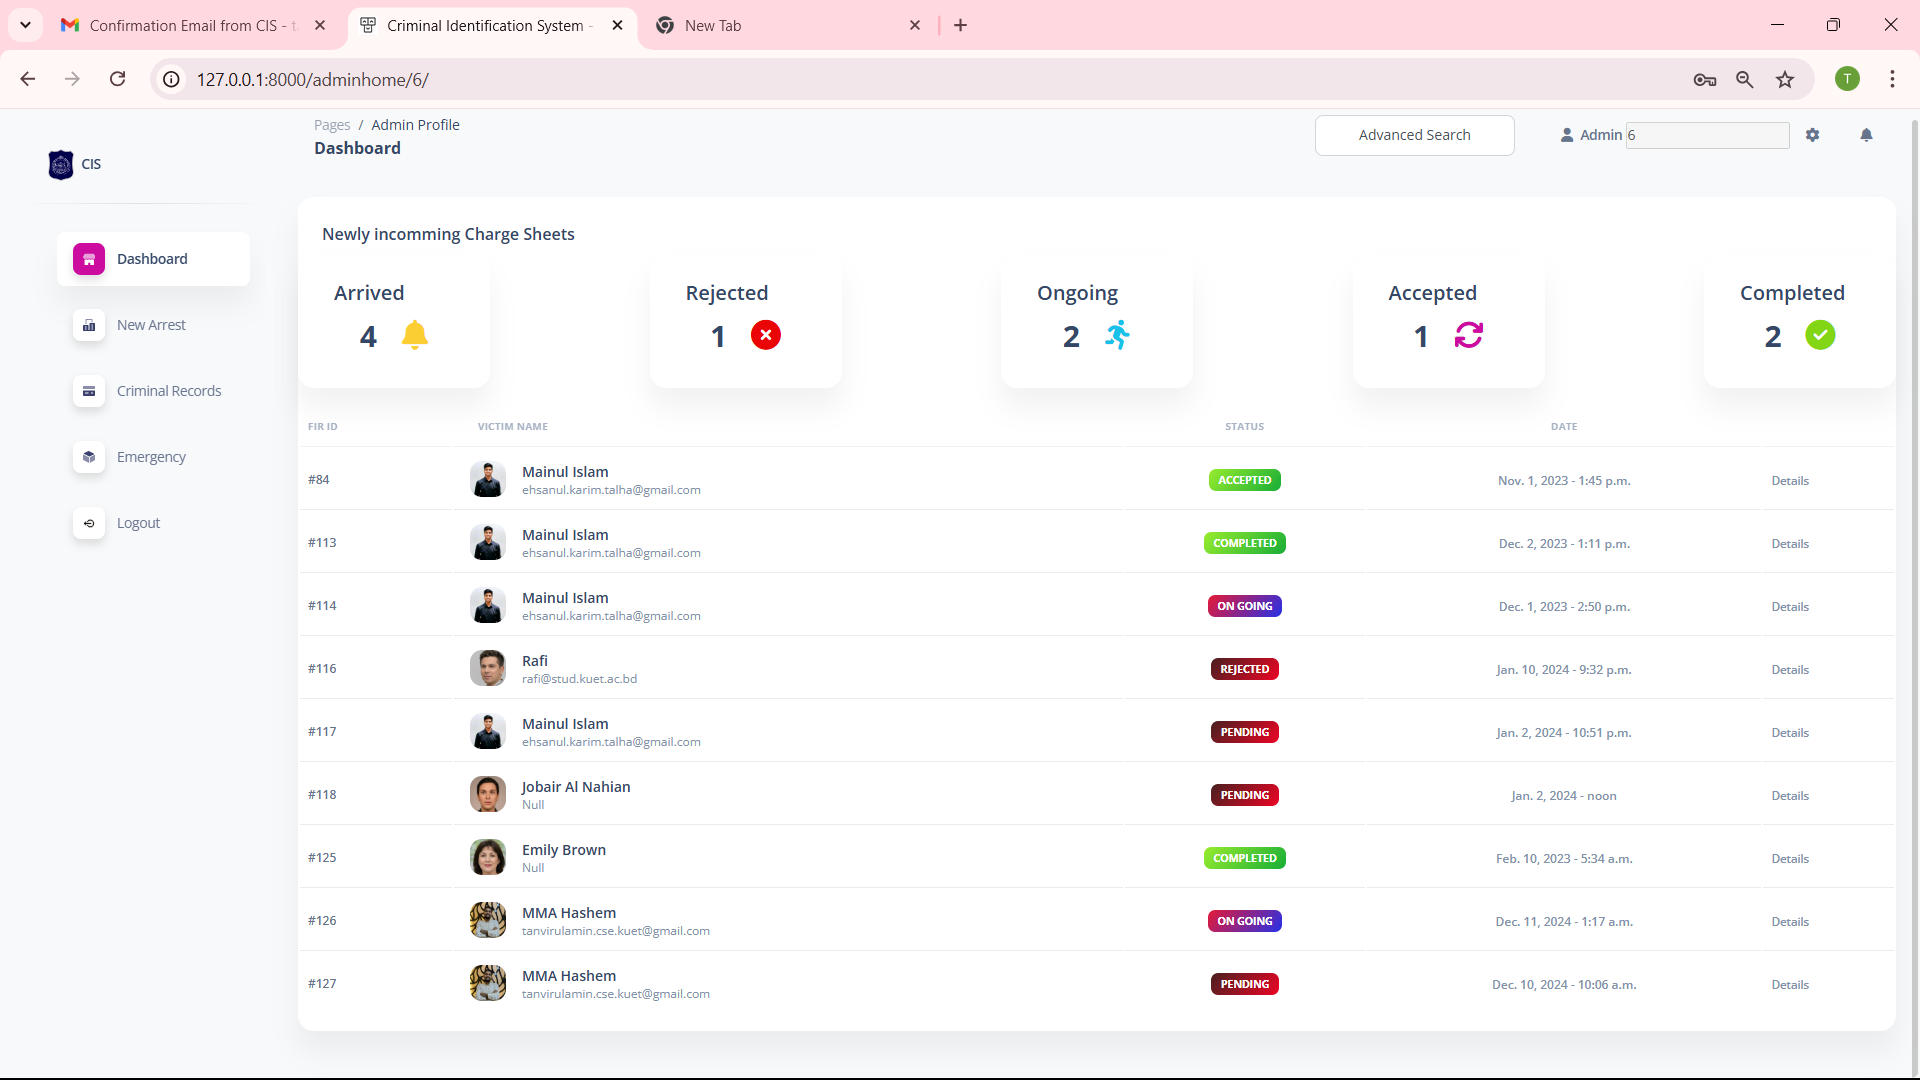 Confirmation Email from CIS - t
Criminal Identification System -
New Tab
127.0.0.1:8000/adminhome/6/
T
Pages / Admin Profile
Dashboard
Advanced Search
Admin 6
CIS
Dashboard
New Arrest
Criminal Records
Emergency
Logout
Newly incomming Charge Sheets
Arrived
4
Rejected
1
Ongoing
2
Accepted
1
Completed
2
FIR ID VICTIM NAME STATUS DATE
#84 Mainul Islam ACCEPTED Nov. 1, 2023 - 1:45 p.m. Details
ehsanul.karim.talha@gmail.com
#113 Mainul Islam COMPLETED Dec. 2, 2023 - 1:11 p.m. Details
ehsanul.karim.talha@gmail.com
#114 Mainul Islam ON GOING Dec. 1, 2023 - 2:50 p.m. Details
ehsanul.karim.talha@gmail.com
#116 Rafi REJECTED Jan. 10, 2024 - 9:32 p.m. Details
rafi@stud.kuet.ac.bd
#117 Mainul Islam PENDING Jan. 2, 2024 - 10:51 p.m. Details
ehsanul.karim.talha@gmail.com
#118 Jobair Al Nahian PENDING Jan. 2, 2024 - noon Details
Null
#125 Emily Brown COMPLETED Feb. 10, 2023 - 5:34 a.m. Details
Null
#126 MMA Hashem ON GOING Dec. 11, 2024 - 1:17 a.m. Details
tanvirulamin.cse.kuet@gmail.com
#127 MMA Hashem PENDING Dec. 10, 2024 - 10:06 a.m. Details
tanvirulamin.cse.kuet@gmail.com